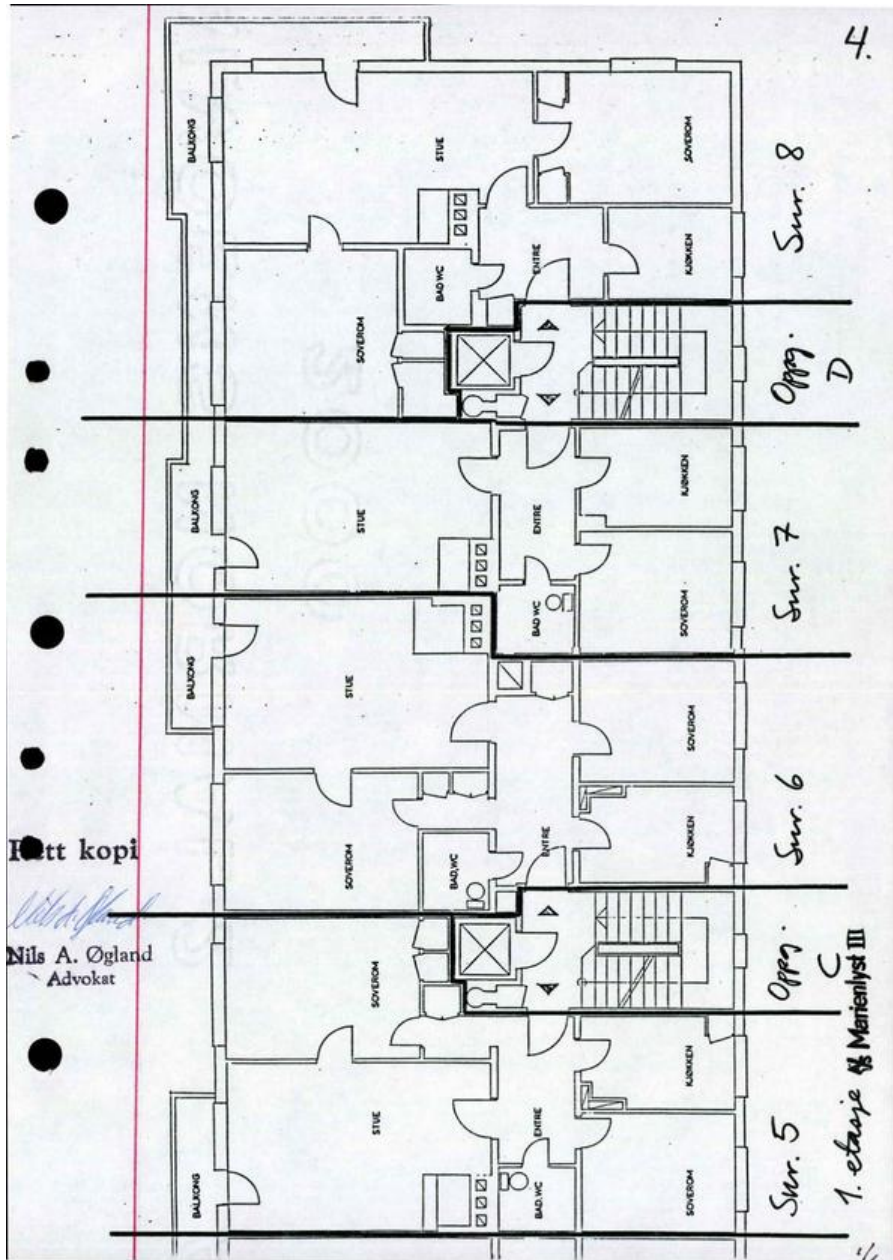 4.
Rett kopi
Nils A. Øgland
Advokat
BALKONG
STUE
SOVEROM
BAD.WC
ENTRE
SOVEROM
KJØKKEN
Snr. 5
Oppg.
C
SOVEROM
STUE
BALKONG
BAD.WC
ENTRE
KJØKKEN
SOVEROM
Snr. 6
BALKONG
STUE
BAD WC
ENTRE
SOVEROM
KJØKKEN
Snr. 7
Oppg.
D
BALKONG
SOVEROM
STUE
BAD WC
ENTRE
KJØKKEN
SOVEROM
Snr. 8
1. etasje A/S Marienlyst III